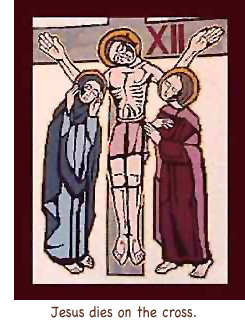 XII
Jesus dies on the cross.